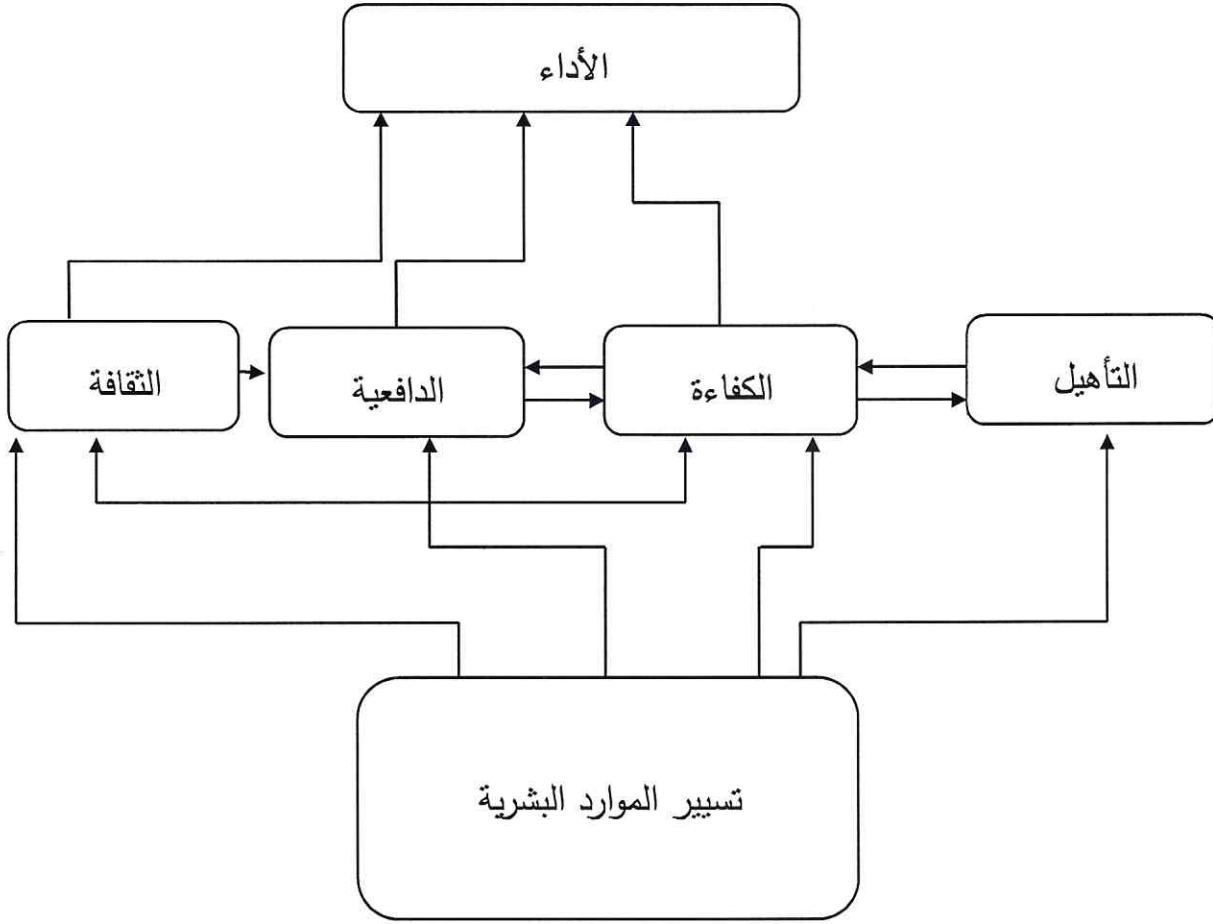 الأداء
التأهيل
الكفاءة
الدافعية
الثقافة
تسيير الموارد البشرية